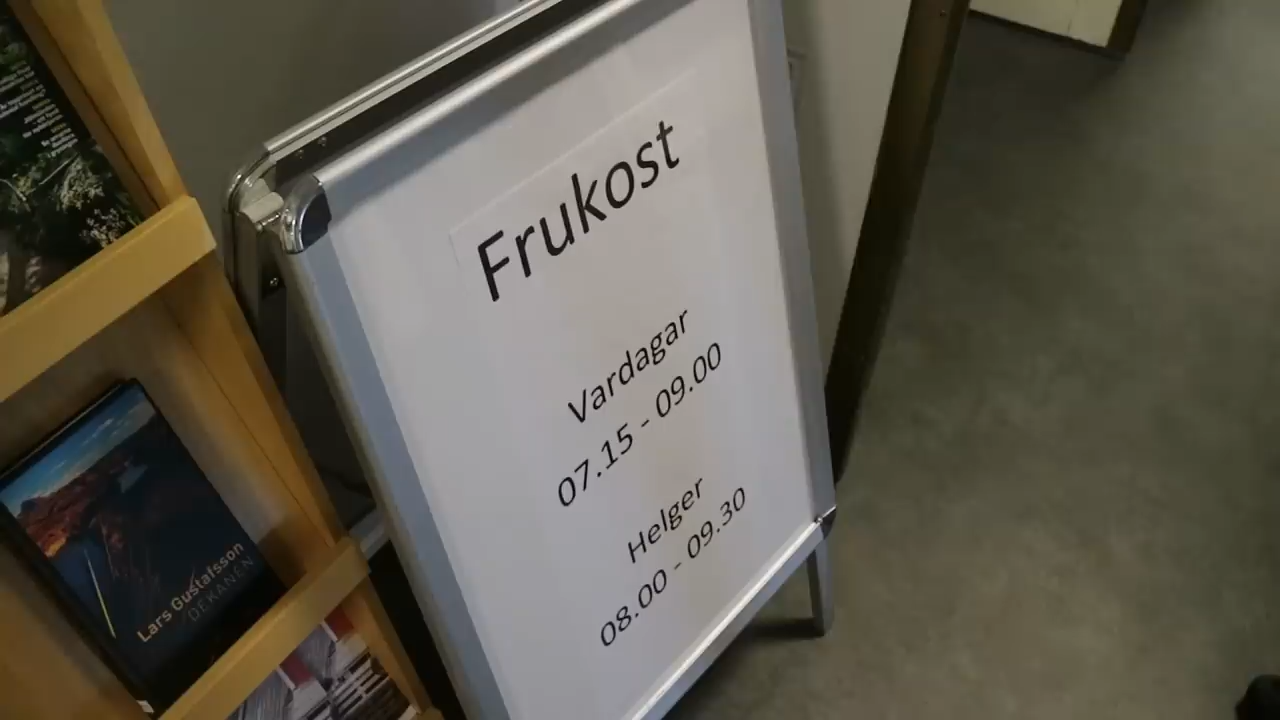 Frukost
Vardagar
07.15 - 09.00
Helger
08.00 - 09.30
Lars Gustafsson
DEKANEN